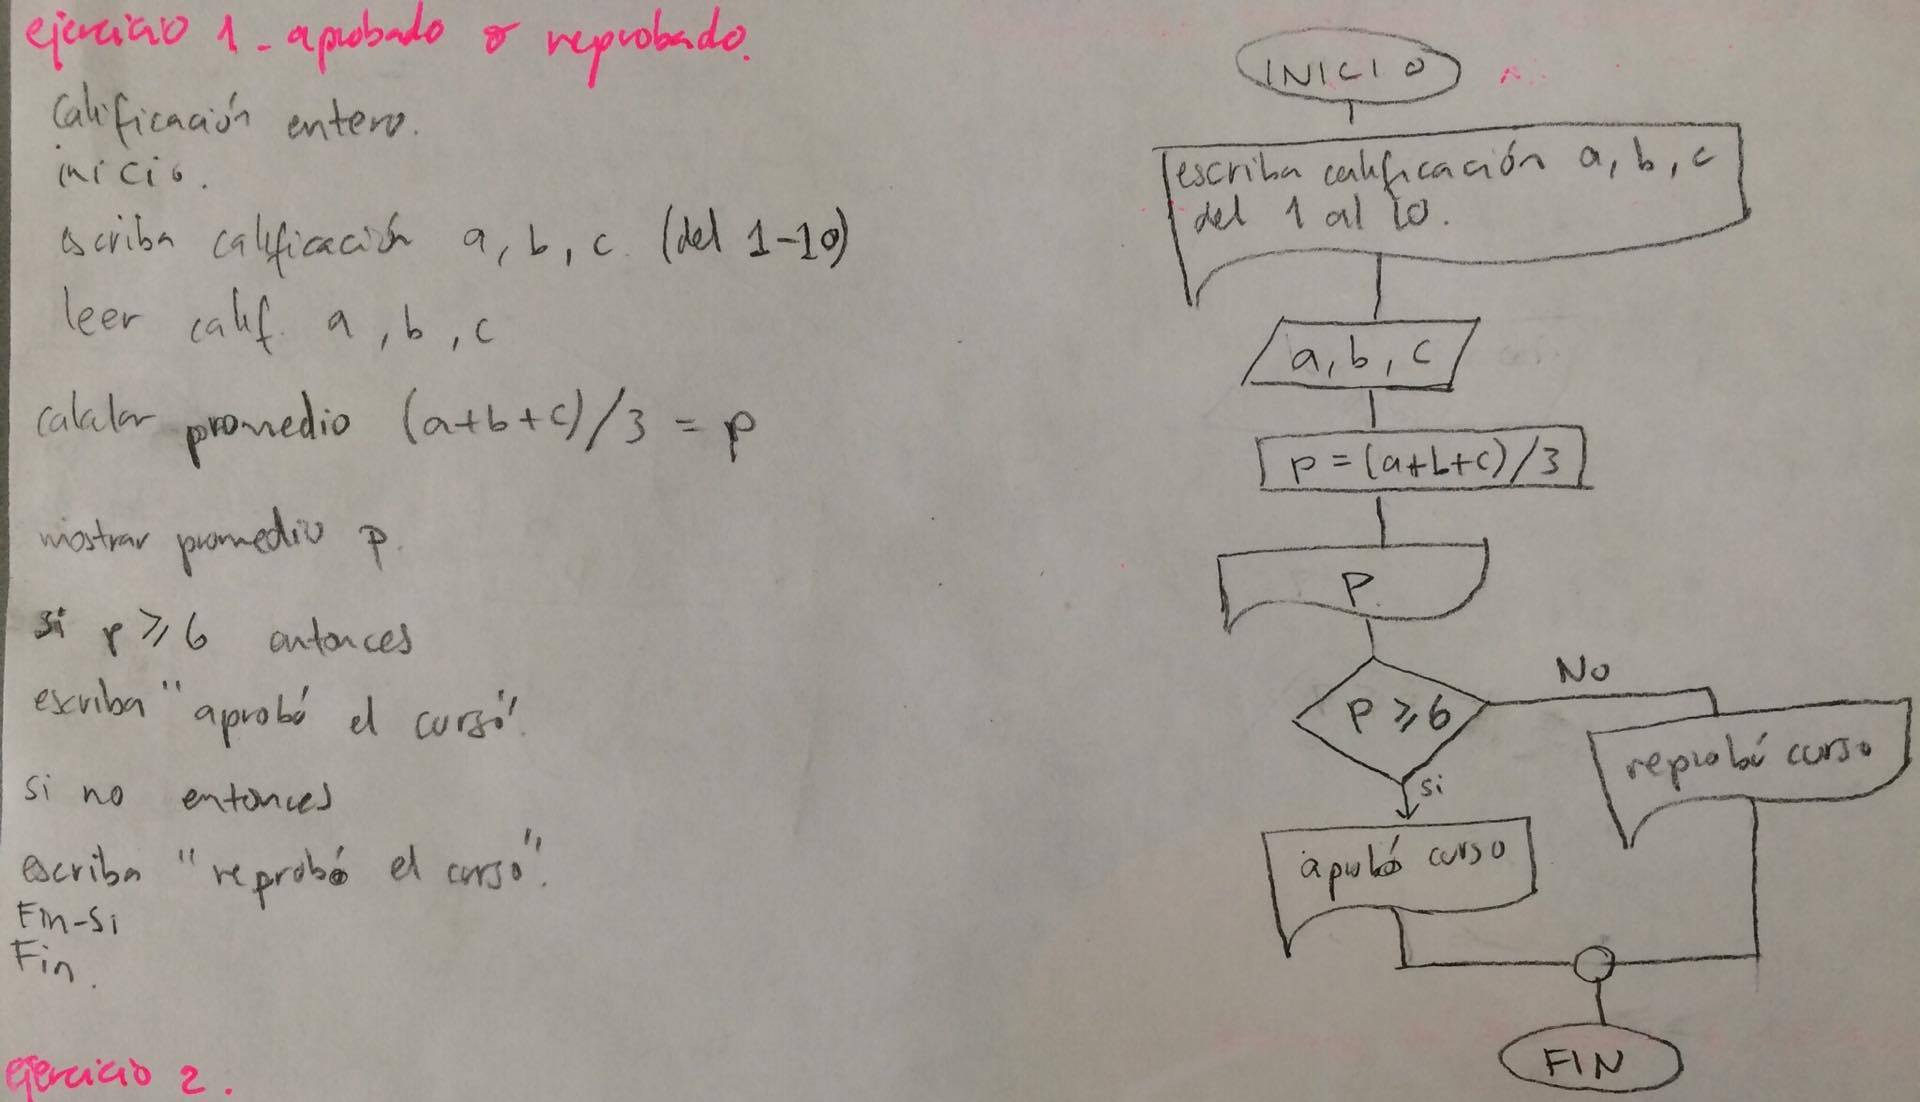 ejercicio 1 - aprobado o reprobado.
Calificación entero.
inicio.
escriba calificación a, b, c. (del 1-10)
leer calif. a, b, c
calcular promedio (a+b+c)/3 = p
mostrar promedio p.
si p ≥ 6 entonces
escriba "aprobó el curso".
si no entonces
escriba "reprobó el curso".
Fin-Si
Fin.
ejercicio 2.
INICIO
escriba calificación a, b, c
del 1 al 10.
a, b, c
p = (a+b+c)/3
P.
P ≥ 6
No
reprobó curso
si
aprobó curso
FIN